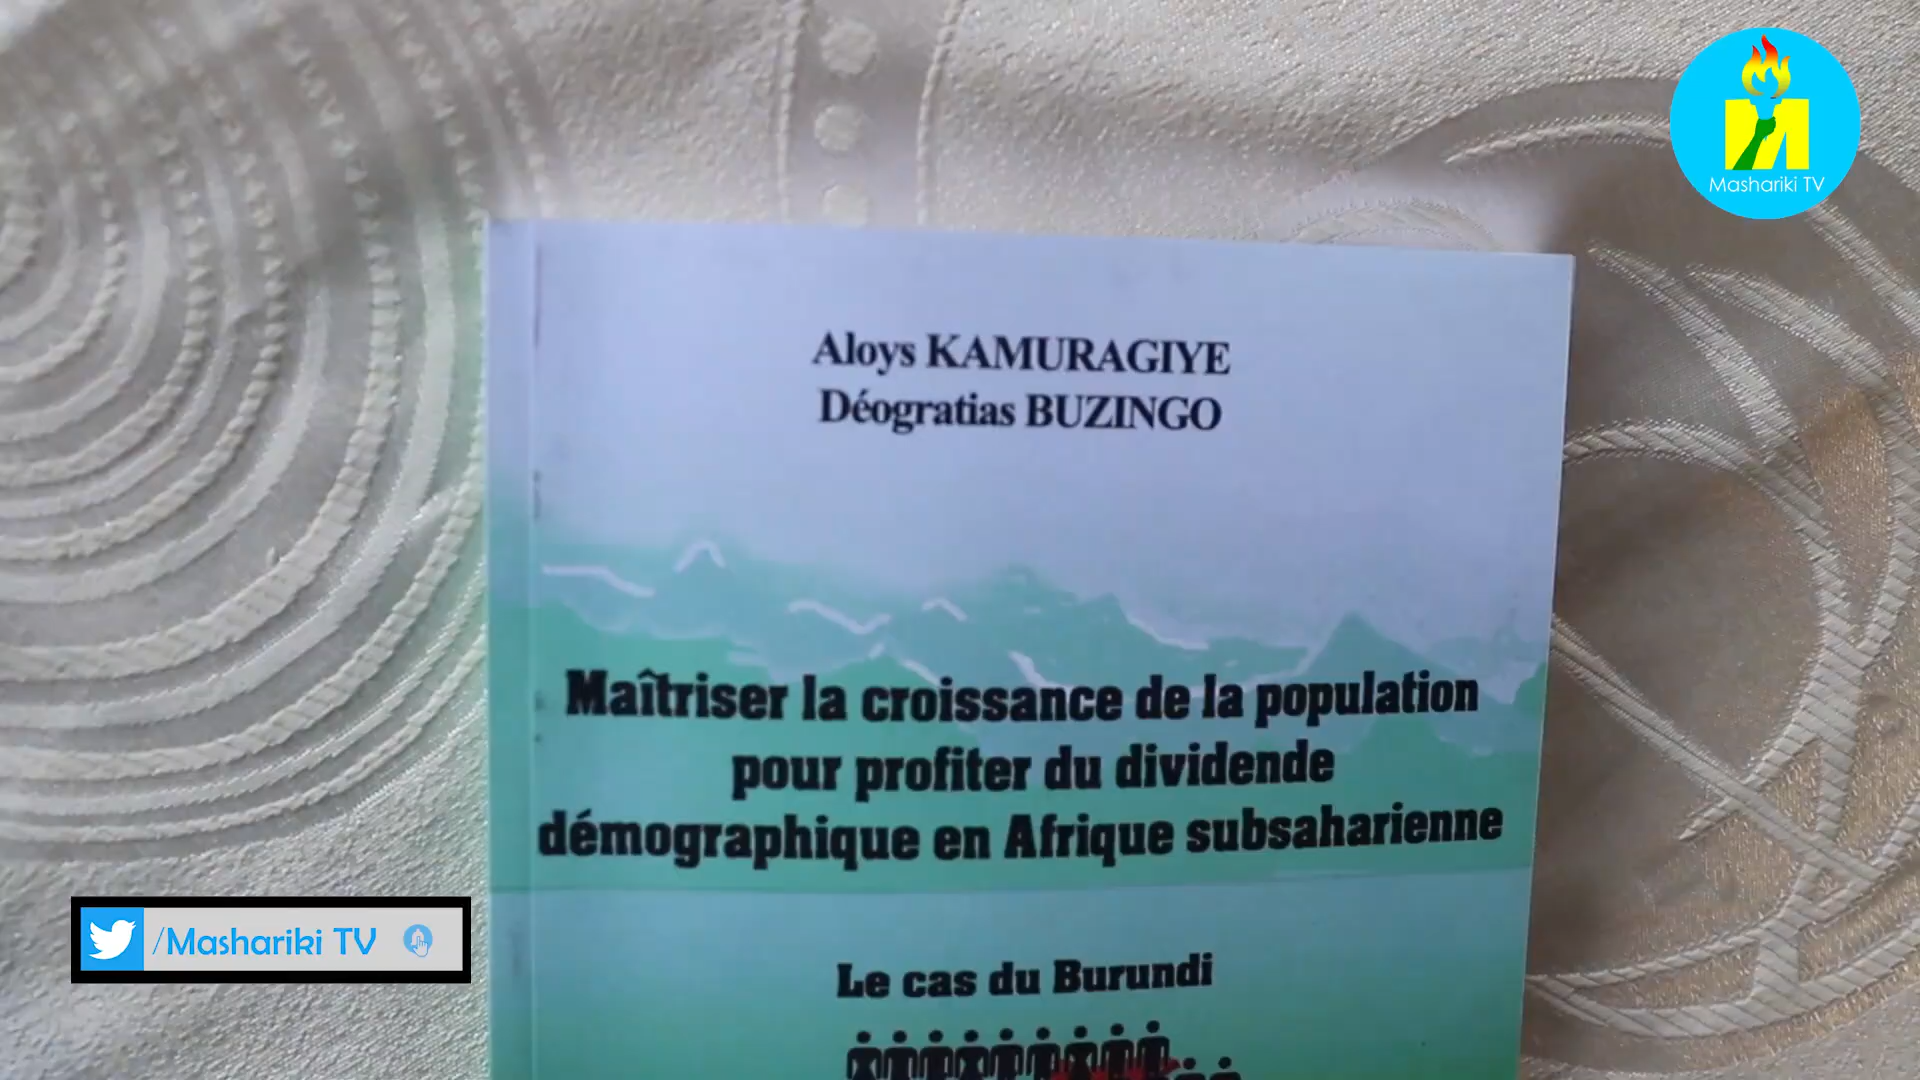 Mashariki TV
Aloys KAMURAGIYE
Déogratias BUZINGO
Maîtriser la croissance de la population
pour profiter du dividende
démographique en Afrique subsaharienne
Le cas du Burundi
/Mashariki TV